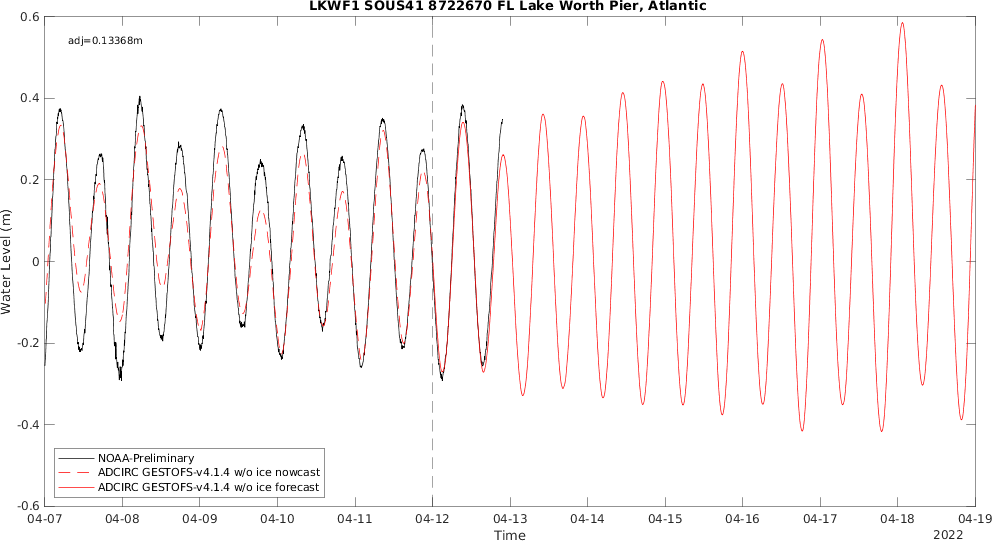 LKWF1 SOUS41 8722670 FL Lake Worth Pier, Atlantic
adj=0.13368m
0.6
0.4
0.2
0
-0.2
-0.4
-0.6
Water Level (m)
NOAA-Preliminary
ADCIRC GESTOFS-v4.1.4 w/o ice nowcast
ADCIRC GESTOFS-v4.1.4 w/o ice forecast
04-07 04-08 04-09 04-10 04-11 04-12 04-13 04-14 04-15 04-16 04-17 04-18 04-19
Time
2022